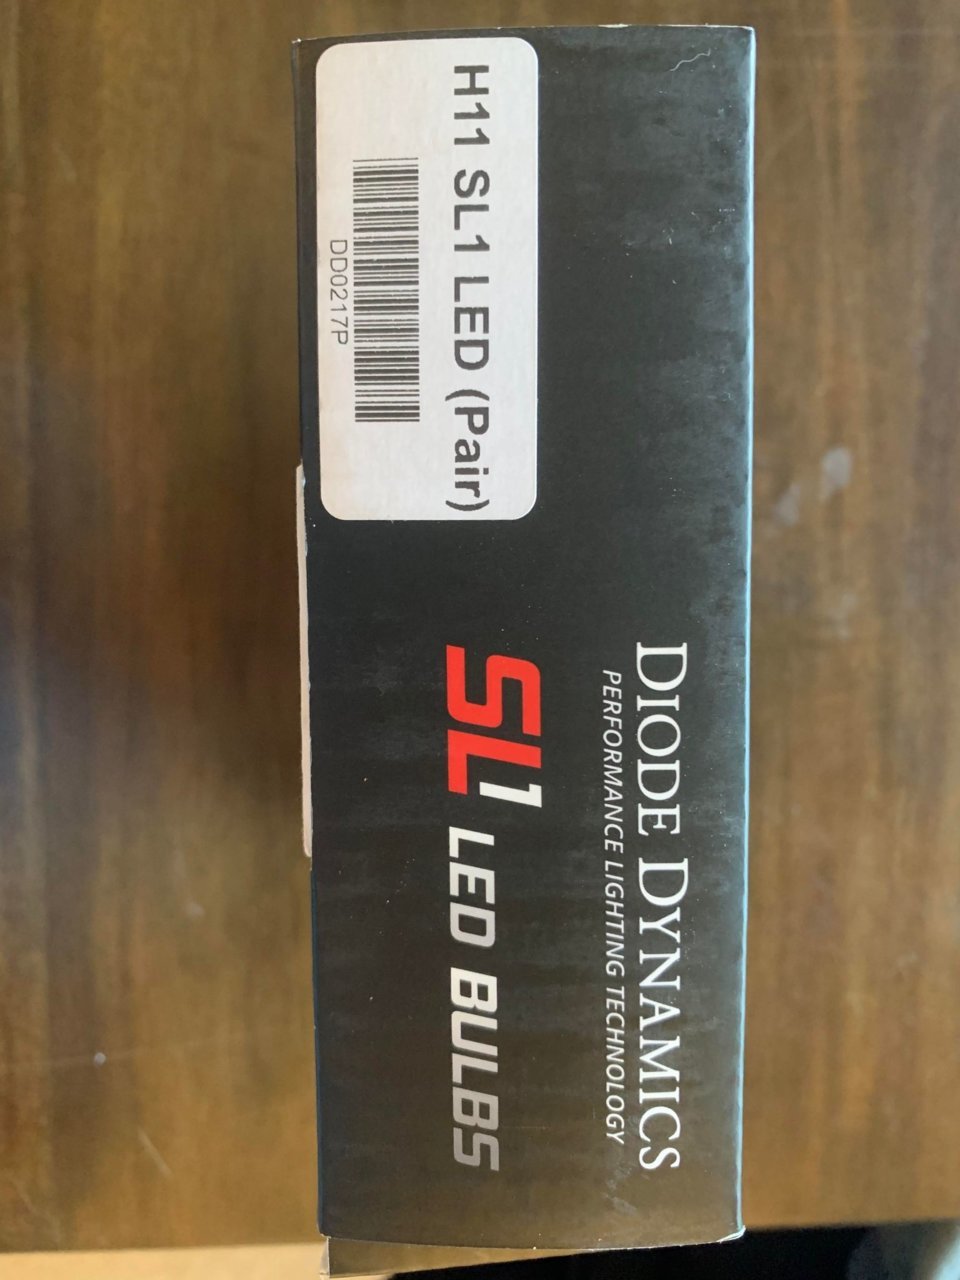 H11 SL1 LED (Pair)
DD0217P
DIODE DYNAMICS
PERFORMANCE LIGHTING TECHNOLOGY
SL1 LED BULBS